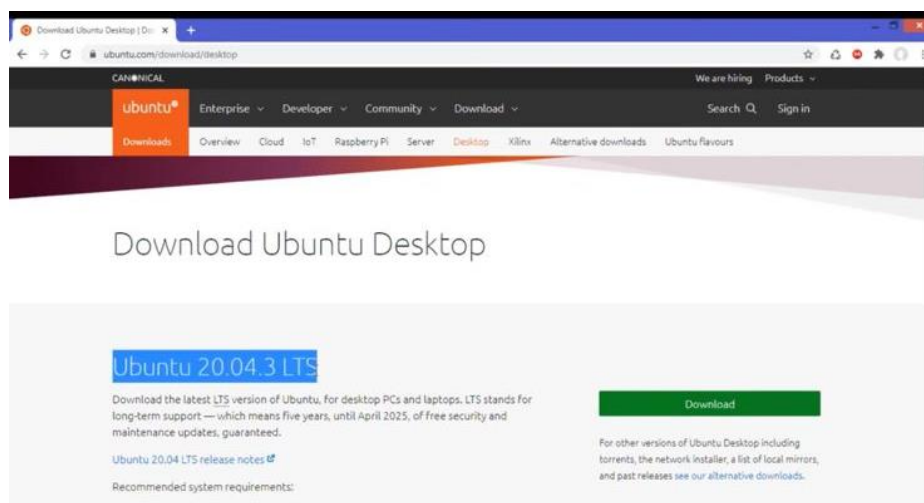 Download Ubuntu Desktop | Do
ubuntu.com/download/desktop
CANONICAL
We are hiring Products
ubuntu® Enterprise Developer Community Download Search Sign in
Downloads Overview Cloud IoT Raspberry Pi Server Desktop Xilinx Alternative downloads Ubuntu flavours
Download Ubuntu Desktop
Ubuntu 20.04.3 LTS
Download the latest LTS version of Ubuntu, for desktop PCs and laptops. LTS stands for
long-term support — which means five years, until April 2025, of free security and
maintenance updates, guaranteed.
Ubuntu 20.04 LTS release notes
Recommended system requirements:
Download
For other versions of Ubuntu Desktop including
torrents, the network installer, a list of local mirrors,
and past releases see our alternative downloads.